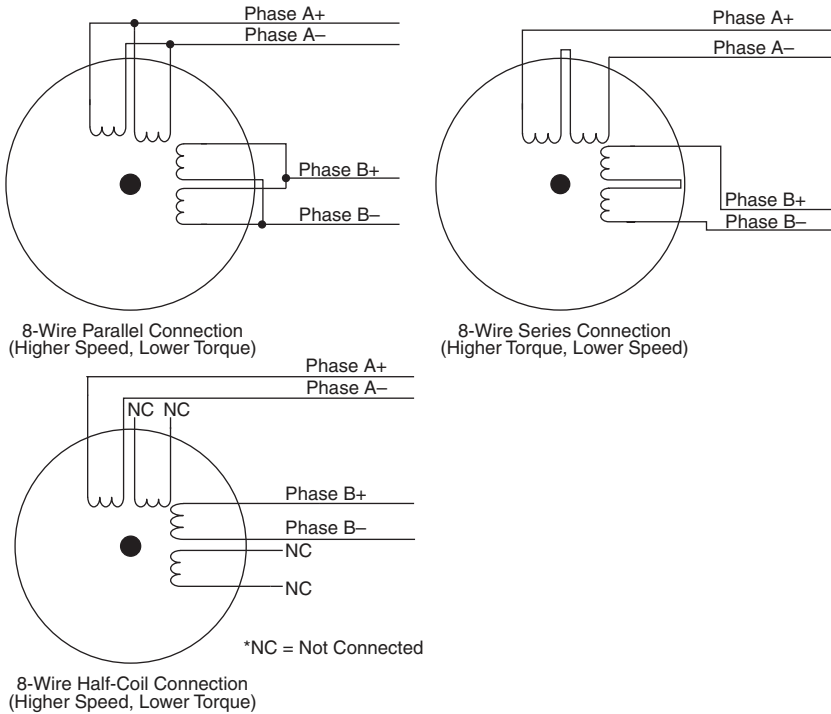 Phase A+
Phase A–
Phase B+
Phase B–
8-Wire Parallel Connection
(Higher Speed, Lower Torque)
Phase A+
Phase A–
Phase B+
Phase B–
8-Wire Series Connection
(Higher Torque, Lower Speed)
Phase A+
Phase A–
NC NC
Phase B+
Phase B–
NC
NC
*NC = Not Connected
8-Wire Half-Coil Connection
(Higher Speed, Lower Torque)